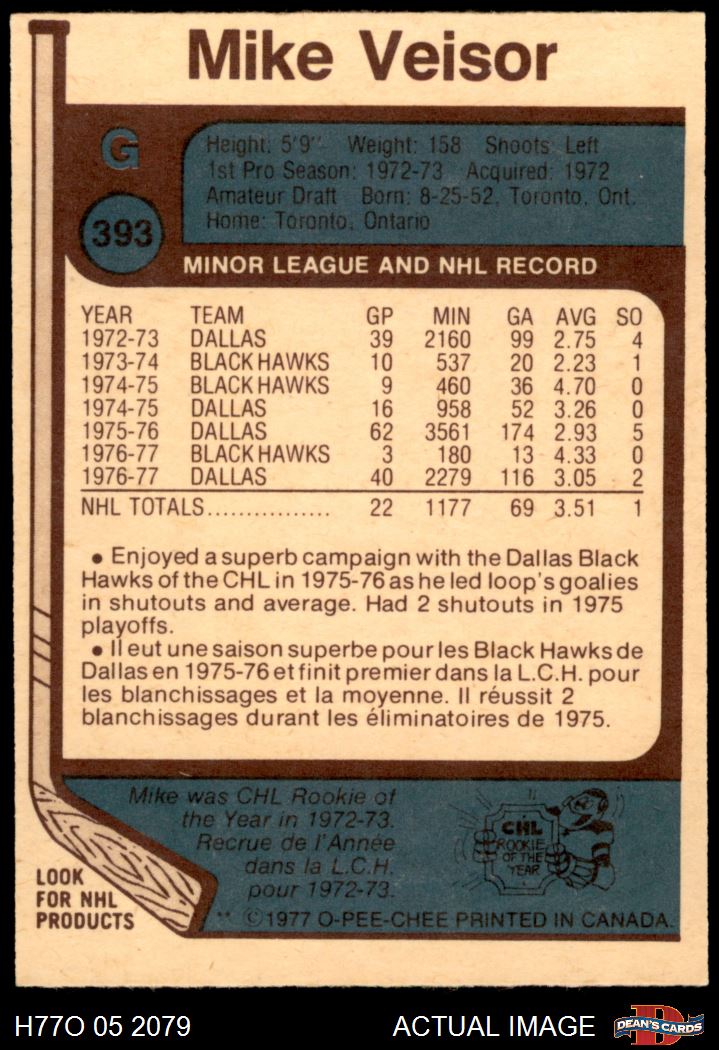 Mike Veisor
G
393
Height: 5'9" Weight: 158 Shoots: Left
1st Pro Season: 1972-73 Acquired: 1972
Amateur Draft Born: 8-25-52, Toronto, Ont.
Home: Toronto, Ontario
MINOR LEAGUE AND NHL RECORD
YEAR TEAM GP MIN GA AVG SO
1972-73 DALLAS 39 2160 99 2.75 4
1973-74 BLACK HAWKS 10 537 20 2.23 1
1974-75 BLACK HAWKS 9 460 36 4.70 0
1974-75 DALLAS 16 958 52 3.26 0
1975-76 DALLAS 62 3561 174 2.93 5
1976-77 BLACK HAWKS 3 180 13 4.33 0
1976-77 DALLAS 40 2279 116 3.05 2
NHL TOTALS................ 22 1177 69 3.51 1
• Enjoyed a superb campaign with the Dallas Black
Hawks of the CHL in 1975-76 as he led loop's goalies
in shutouts and average. Had 2 shutouts in 1975
playoffs.
• Il eut une saison superbe pour les Black Hawks de
Dallas en 1975-76 et finit premier dans la L.C.H. pour
les blanchissages et la moyenne. Il réussit 2
blanchissages durant les éliminatoires de 1975.
Mike was CHL Rookie of
the Year in 1972-73.
Recrue de l'Année
dans la L.C.H.
pour 1972-73.
CHL
ROOKIE
OF THE
YEAR
LOOK
FOR NHL
PRODUCTS
** © 1977 O-PEE-CHEE PRINTED IN CANADA.
H77O 05 2079 ACTUAL IMAGE
D
DEAN'S CARDS